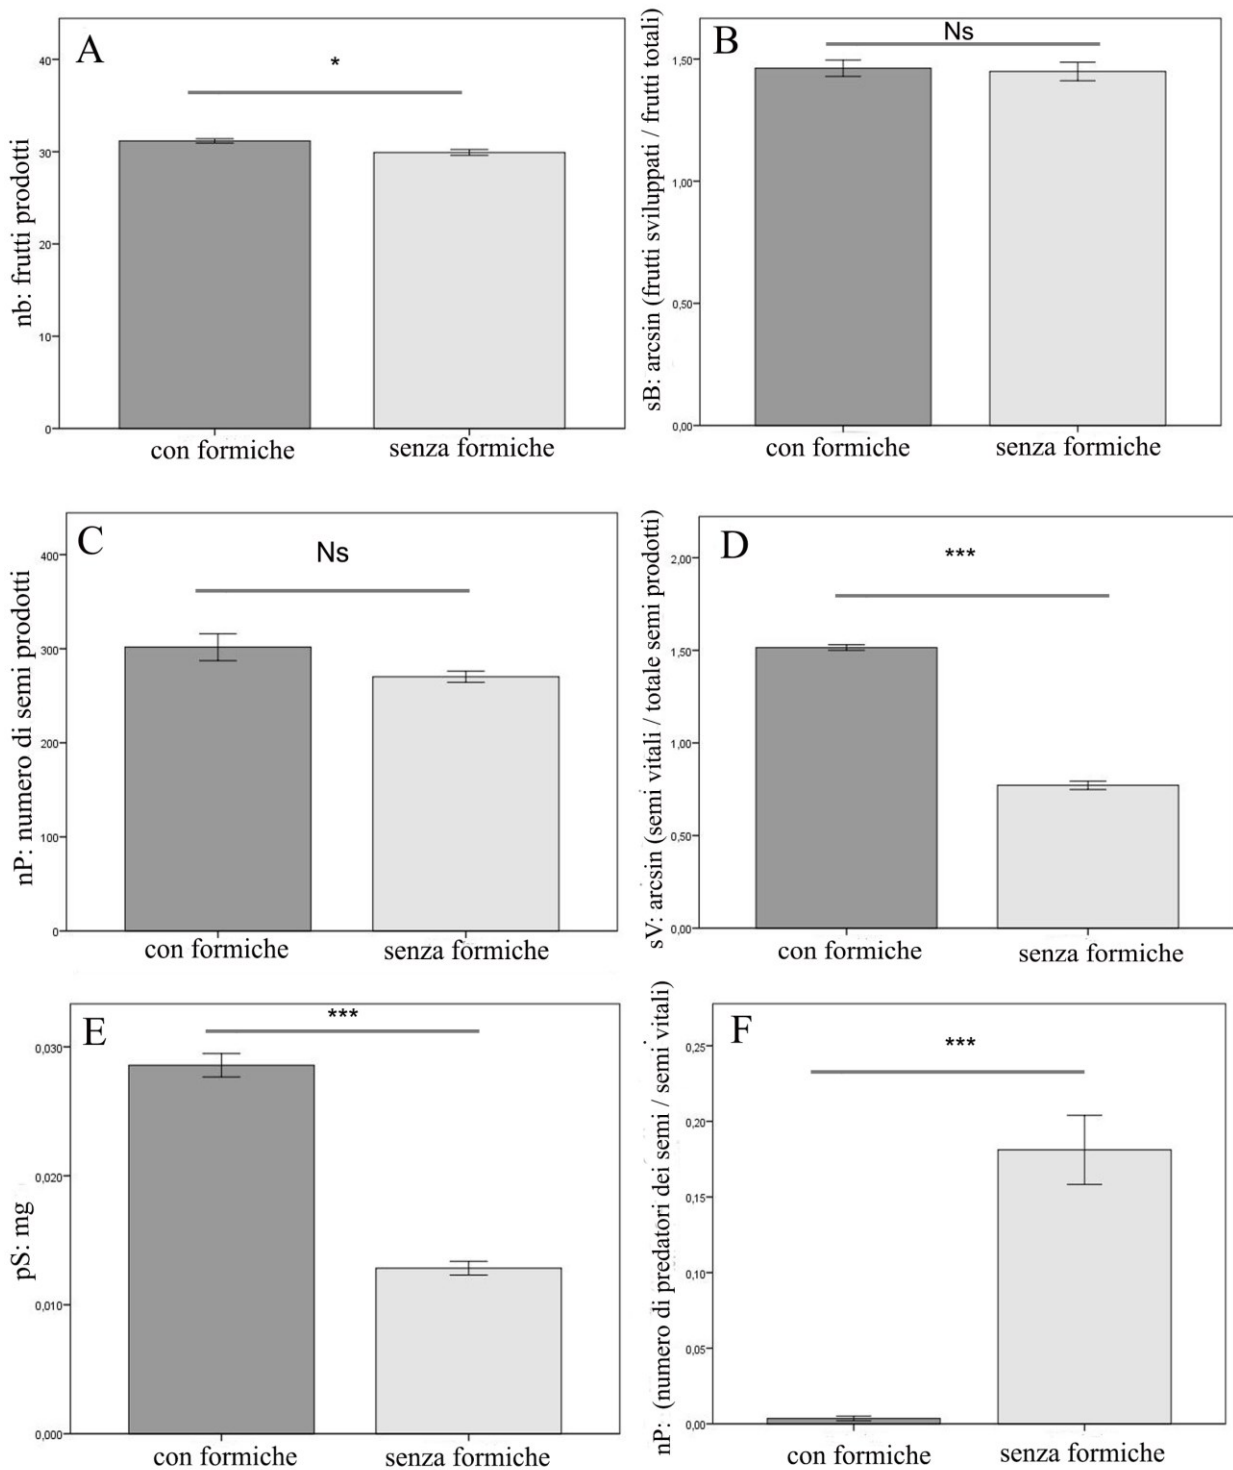 A
*
40
30
20
10
0
nb: frutti prodotti
con formiche
senza formiche
B
Ns
1,50
1,00
0,50
0,00
sB: arcsin (frutti sviluppati / frutti totali)
con formiche
senza formiche
C
Ns
400
300
200
100
0
nP: numero di semi prodotti
con formiche
senza formiche
D
***
2,00
1,50
1,00
0,50
0,00
sV: arcsin (semi vitali / totale semi prodotti)
con formiche
senza formiche
E
***
0,030
0,020
0,010
0,000
pS: mg
con formiche
senza formiche
F
***
0,25
0,20
0,15
0,10
0,05
0,00
nP: (numero di predatori dei semi / semi vitali)
con formiche
senza formiche